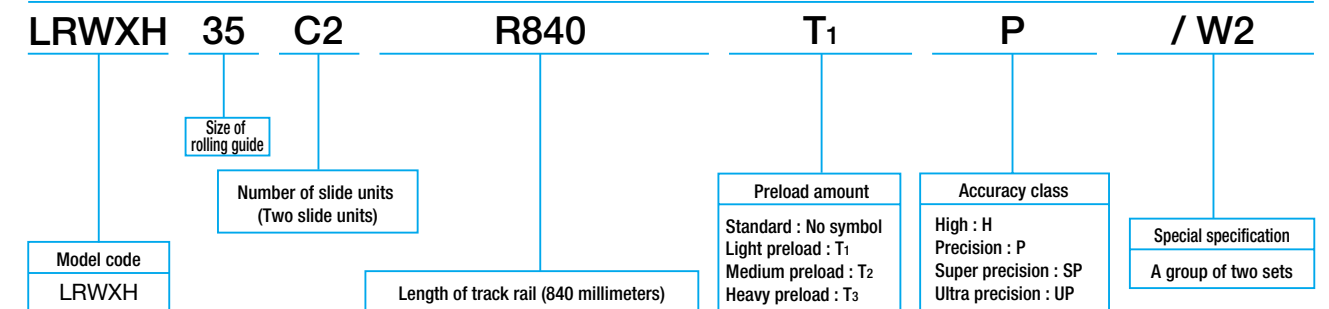 LRWXH 35 C2 R840 T1 P / W2
Size of
rolling guide
Number of slide units
(Two slide units)
Model code
LRWXH
Length of track rail (840 millimeters)
Preload amount
Standard : No symbol
Light preload : T1
Medium preload : T2
Heavy preload : T3
Accuracy class
High : H
Precision : P
Super precision : SP
Ultra precision : UP
Special specification
A group of two sets